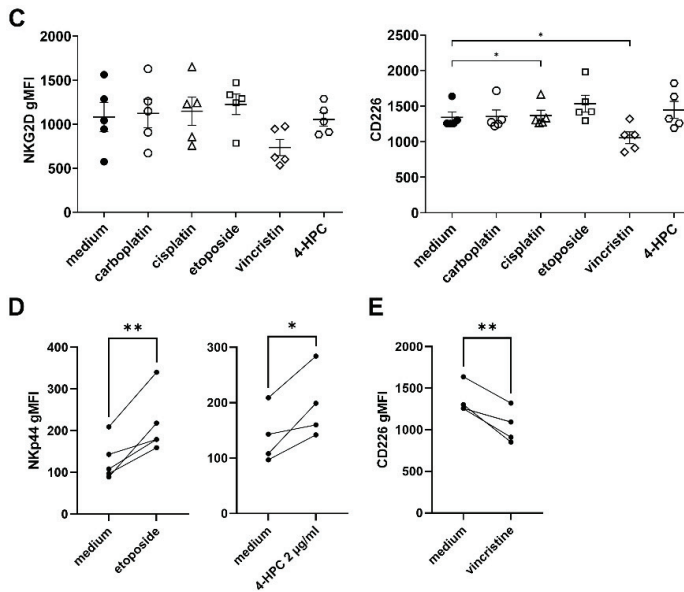 C
NKG2D gMFI
1500
2000
1500
1000
500
0
medium
carboplatin
cisplatin
etoposide
vincristin
4-HPC
CD226
2500
2000
1500
1000
500
0
*
*
medium
carboplatin
cisplatin
etoposide
vincristin
4-HPC
D
NKp44 gMFI
400
300
200
100
0
**
medium
etoposide
300
200
100
0
*
medium
4-HPC 2 µg/ml
E
CD226 gMFI
2000
1500
1000
500
0
**
medium
vincristine